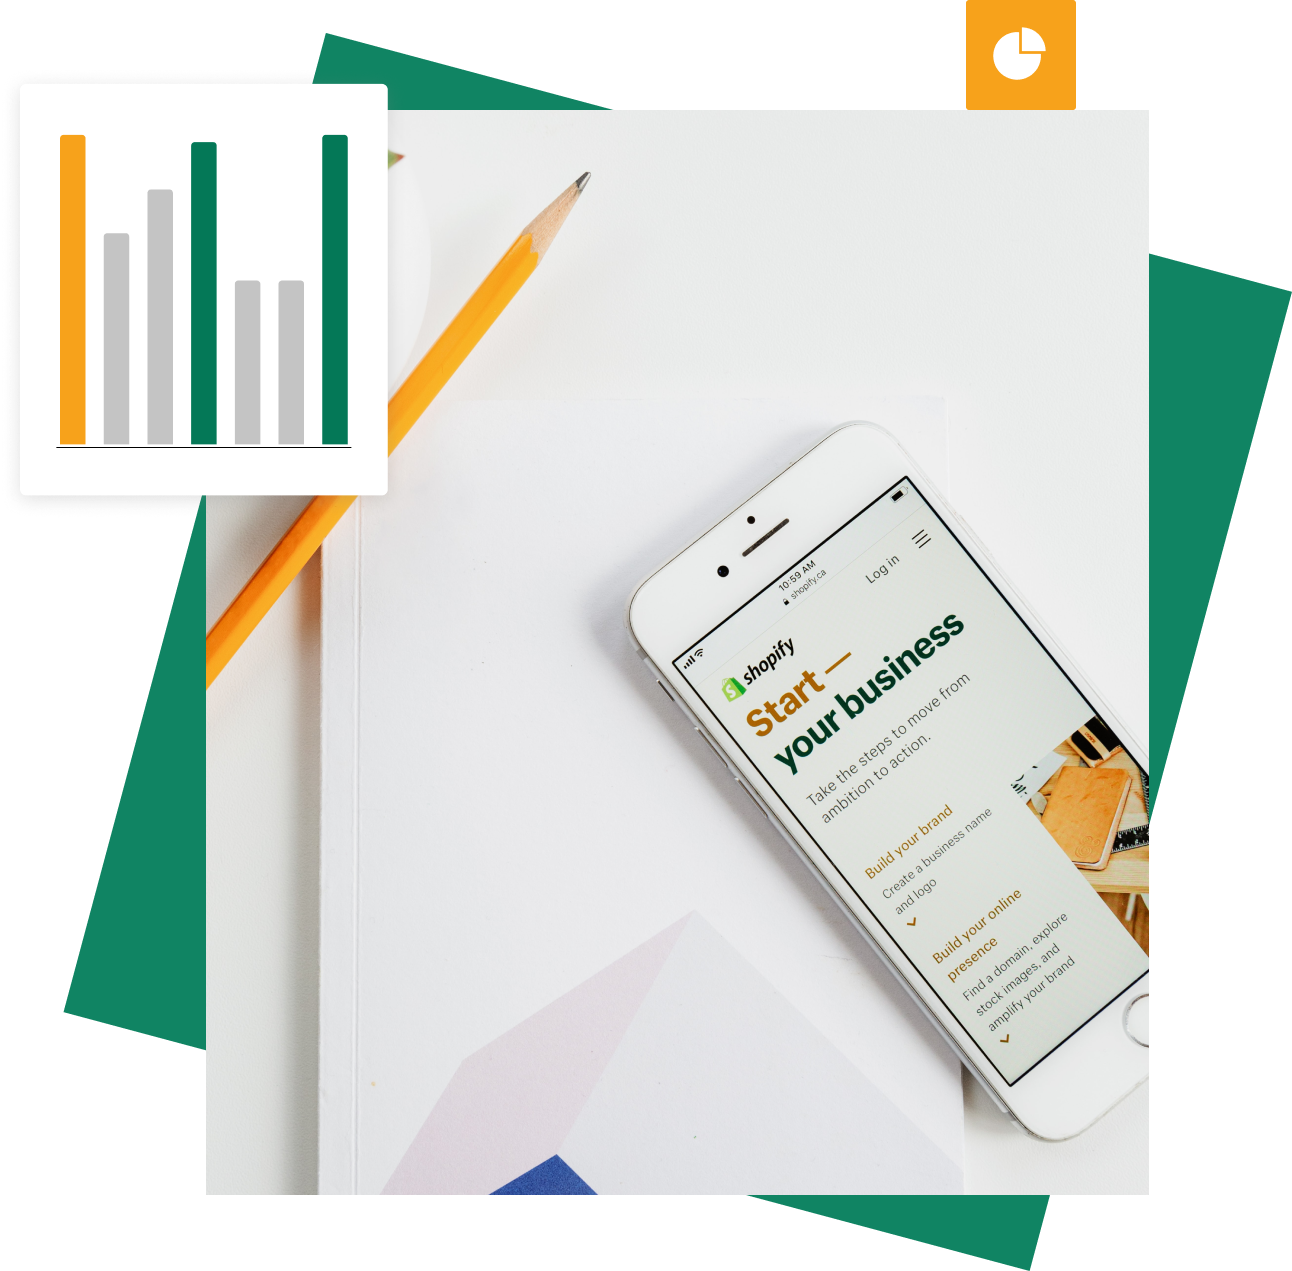 10:59 AM
shopify.ca
Log in
shopify
Start —
your business
Take the steps to move from
ambition to action.
Build your brand
Create a business name
and logo
Build your online
presence
Find a domain, explore
stock images, and
amplify your brand